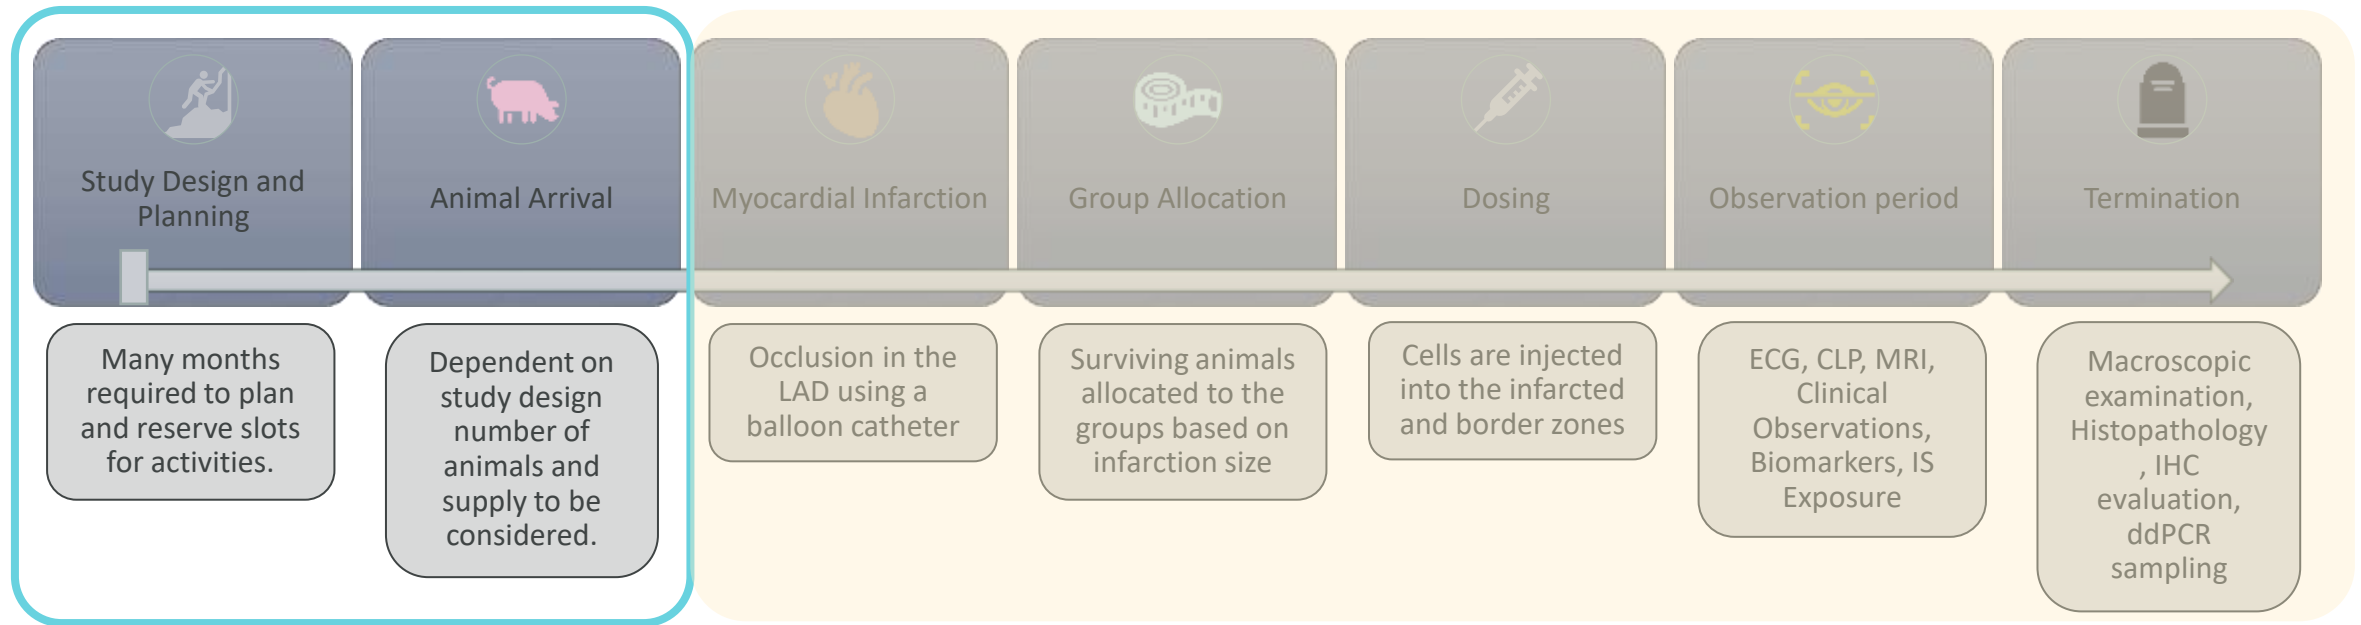 Study Design and
Planning
Animal Arrival
Myocardial Infarction
Group Allocation
Dosing
Observation period
Termination
Many months
required to plan
and reserve slots
for activities.
Dependent on
study design
number of
animals and
supply to be
considered.
Occlusion in the
LAD using a
balloon catheter
Surviving animals
allocated to the
groups based on
infarction size
Cells are injected
into the infarcted
and border zones
ECG, CLP, MRI,
Clinical
Observations,
Biomarkers, IS
Exposure
Macroscopic
examination,
Histopathology
, IHC
evaluation,
ddPCR
sampling